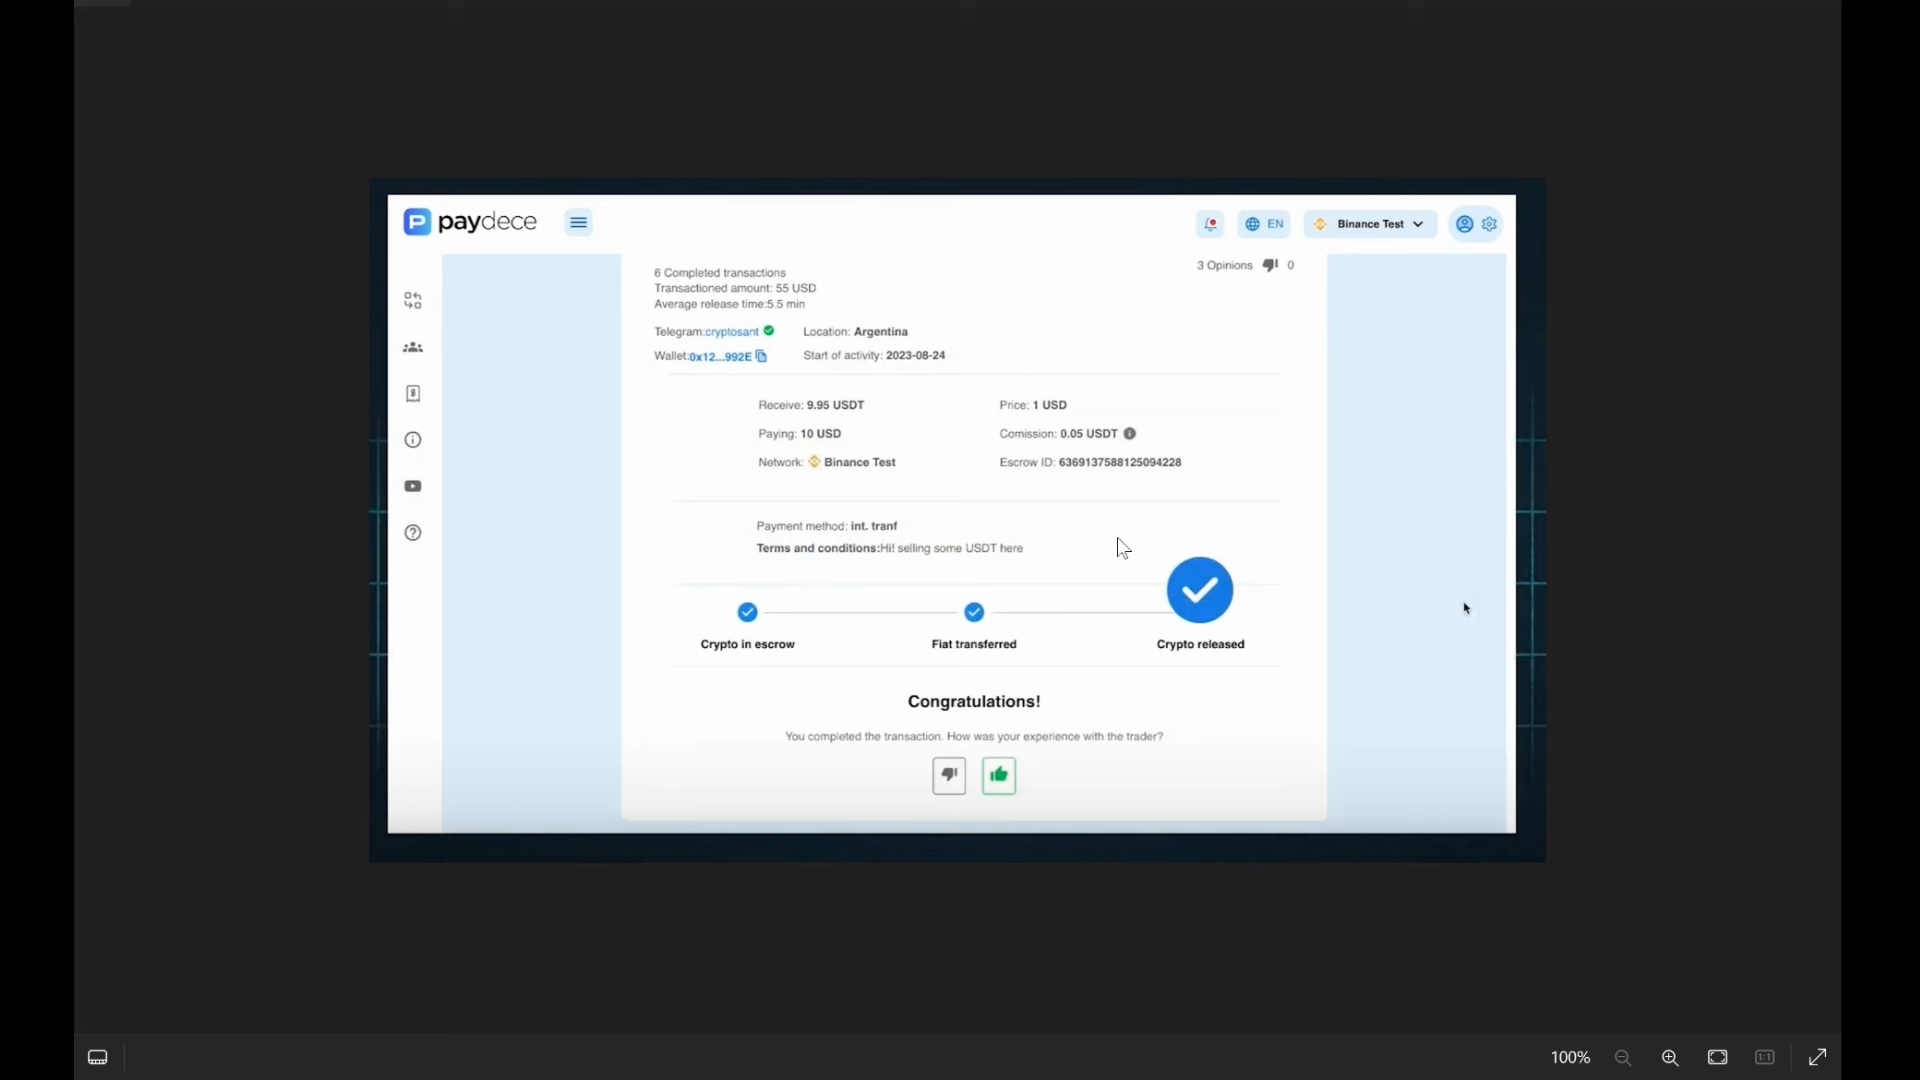 paydece
EN
Binance Test
6 Completed transactions
3 Opinions 0
Transactioned amount: 55 USD
Average release time:5.5 min
Telegram:cryptosant
Location: Argentina
Wallet:0x12...992E
Start of activity: 2023-08-24
Receive: 9.95 USDT
Price: 1 USD
Paying: 10 USD
Comission: 0.05 USDT
Network: Binance Test
Escrow ID: 6369137588125094228
Payment method: int. tranf
Terms and conditions:Hi! selling some USDT here
Crypto in escrow
Fiat transferred
Crypto released
Congratulations!
You completed the transaction. How was your experience with the trader?
100%
1:1